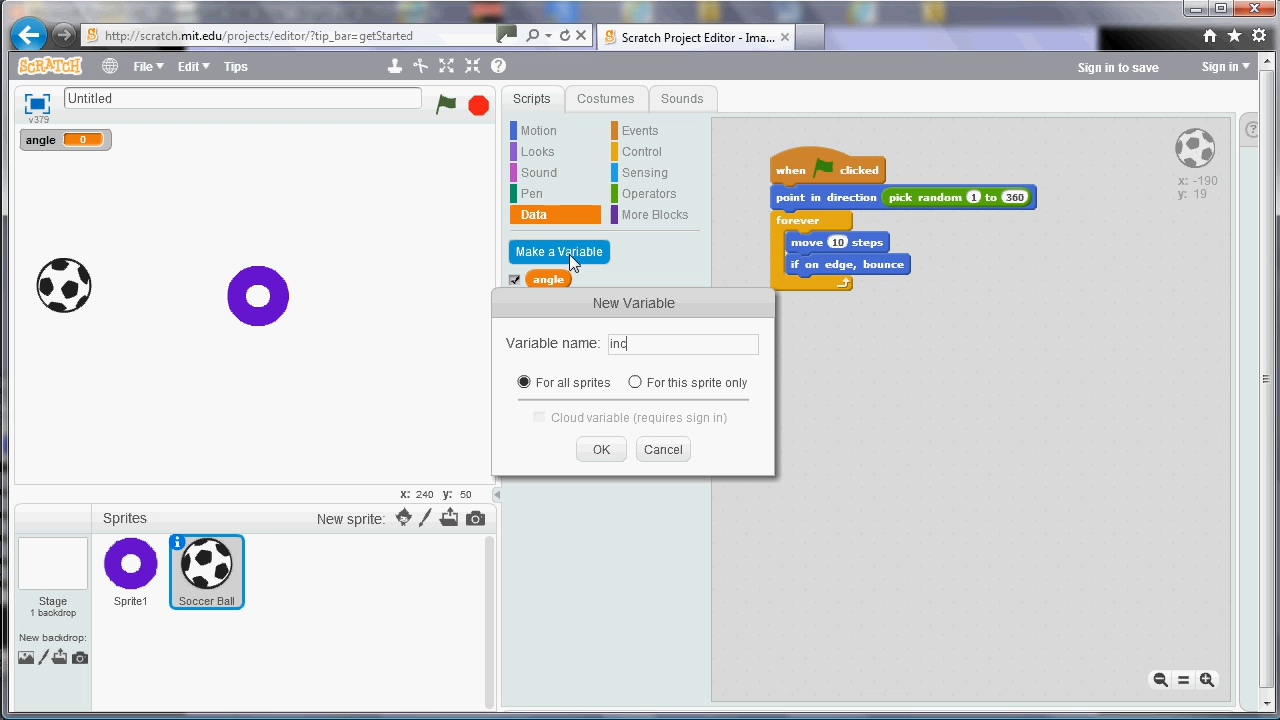 http://scratch.mit.edu/projects/editor/?tip_bar=getStarted
Scratch Project Editor - Ima...
SCRATCH
File
Edit
Tips
Sign in to save
Sign in
v379
Untitled
Scripts
Costumes
Sounds
angle 0
Motion
Events
Looks
Control
Sound
Sensing
Pen
Operators
Data
More Blocks
Make a Variable
angle
when clicked
point in direction pick random 1 to 360
forever
move 10 steps
if on edge, bounce
x: -190
y: 19
New Variable
Variable name: inc
For all sprites
For this sprite only
Cloud variable (requires sign in)
OK
Cancel
x: 240 y: 50
Sprites
New sprite:
Stage
1 backdrop
New backdrop:
Sprite1
Soccer Ball